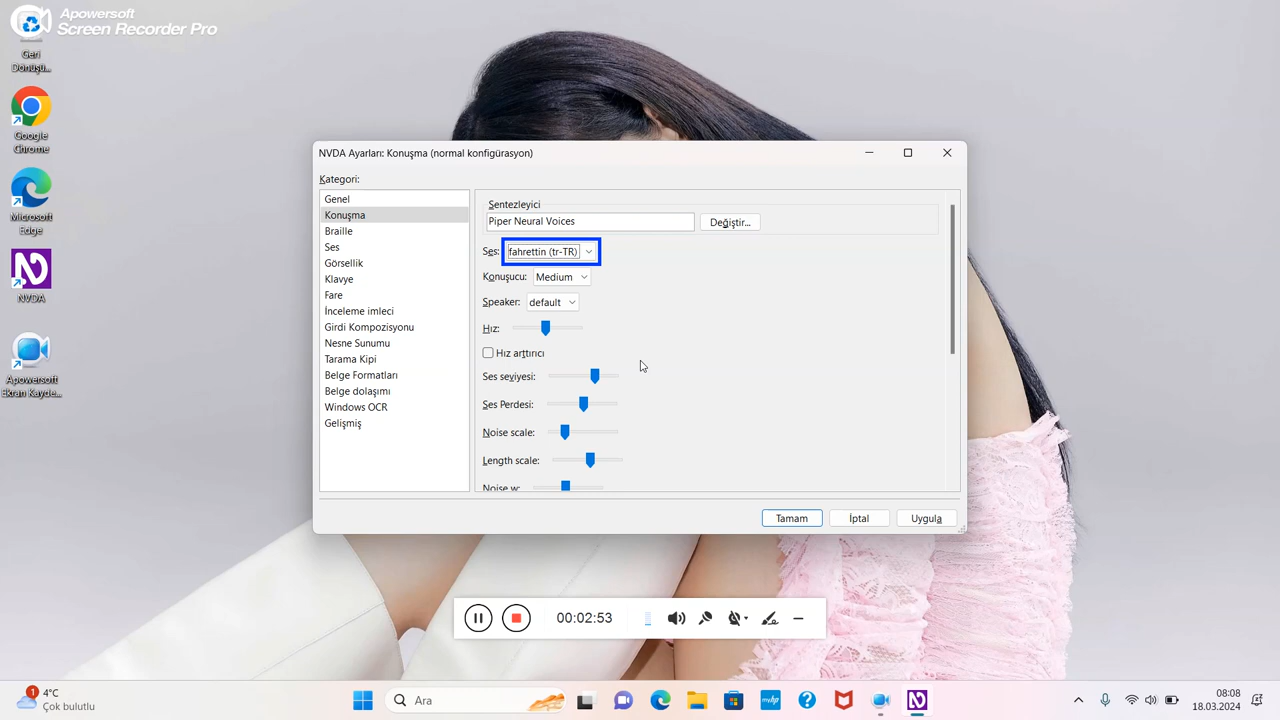 Apowersoft
Screen Recorder Pro
Geri
Dönüşü...
Google
Chrome
Microsoft
Edge
NVDA
Apowersoft
Ekran Kayde...
NVDA Ayarları: Konuşma (normal konfigürasyon)
Kategori:
Genel
Konuşma
Braille
Ses
Görsellik
Klavye
Fare
İnceleme imleci
Girdi Kompozisyonu
Nesne Sunumu
Tarama Kipi
Belge Formatları
Belge dolaşımı
Windows OCR
Gelişmiş
Sentezleyici
Piper Neural Voices
Değiştir...
Ses: fahrettin (tr-TR)
Konuşucu: Medium
Speaker: default
Hız:
Hız arttırıcı
Ses seviyesi:
Ses Perdesi:
Noise scale:
Length scale:
Noise w:
Tamam İptal Uygula
00:02:53
1
4°C
Çok bulutlu
Ara
my hp
08:08
18.03.2024